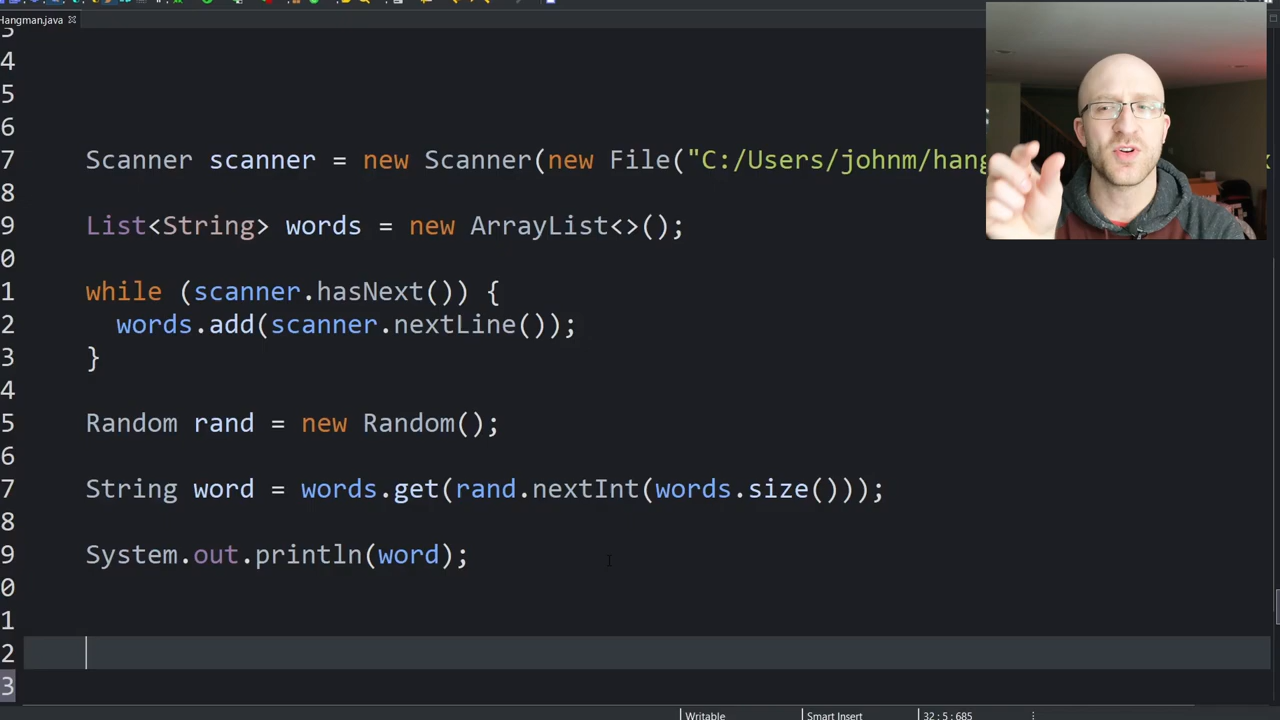 Hangman.java
3
4
5
6
7 Scanner scanner = new Scanner(new File("C:/Users/johnm/hang
8
9 List<String> words = new ArrayList<>();
0
1 while (scanner.hasNext()) {
2 words.add(scanner.nextLine());
3 }
4
5 Random rand = new Random();
6
7 String word = words.get(rand.nextInt(words.size()));
8
9 System.out.println(word);
0
1
2
3
Writable Smart Insert 32 : 5 : 685